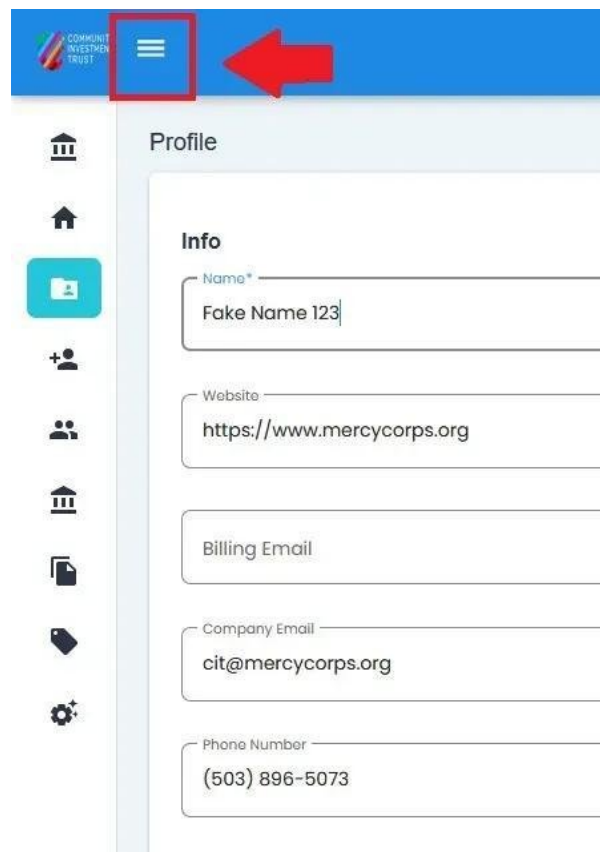 COMMUNIT
INVESTMEN
TRUST
Profile
Info
Name*
Fake Name 123
Website
https://www.mercycorps.org
Billing Email
Company Email
cit@mercycorps.org
Phone Number
(503) 896-5073